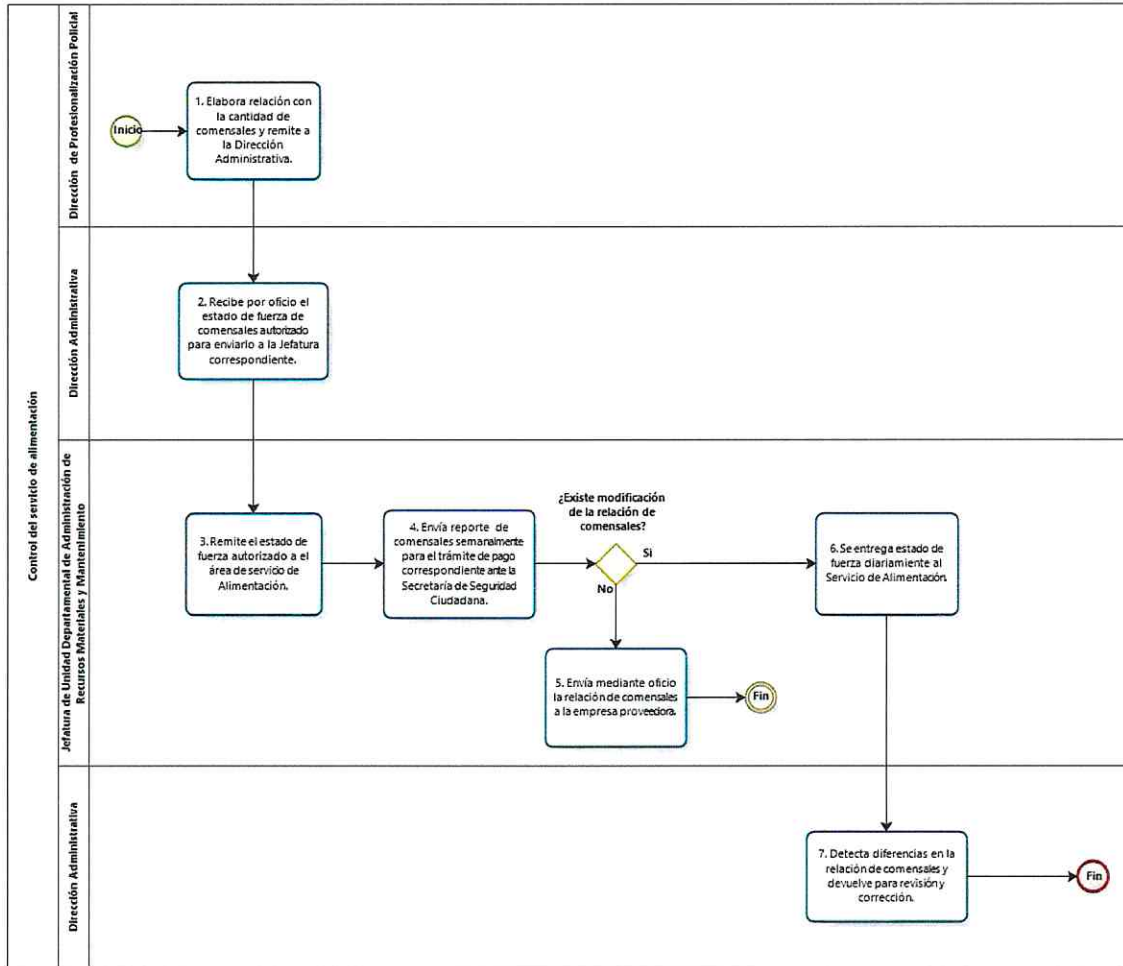 Control del servicio de alimentación
Dirección de Profesionalización Policial
Inicio
1. Elabora relación con
la cantidad de
comensales y remite a
la Dirección
Administrativa.
Dirección Administrativa
2. Recibe por oficio el
estado de fuerza de
comensales autorizado
para enviarlo a la Jefatura
correspondiente.
Jefatura de Unidad Departamental de Administración de
Recursos Materiales y Mantenimiento
3. Remite el estado de
fuerza autorizado a el
área de servicio de
Alimentación.
4. Envía reporte de
comensales semanalmente
para el trámite de pago
correspondiente ante la
Secretaría de Seguridad
Ciudadana.
¿Existe modificación
de la relación de
comensales?
Sí
No
5. Envía mediante oficio
la relación de comensales
a la empresa proveedora.
Fin
6. Se entrega estado de
fuerza diariamiente al
Servicio de Alimentación.
Dirección Administrativa
7. Detecta diferencias en la
relación de comensales y
devuelve para revisión y
corrección.
Fin